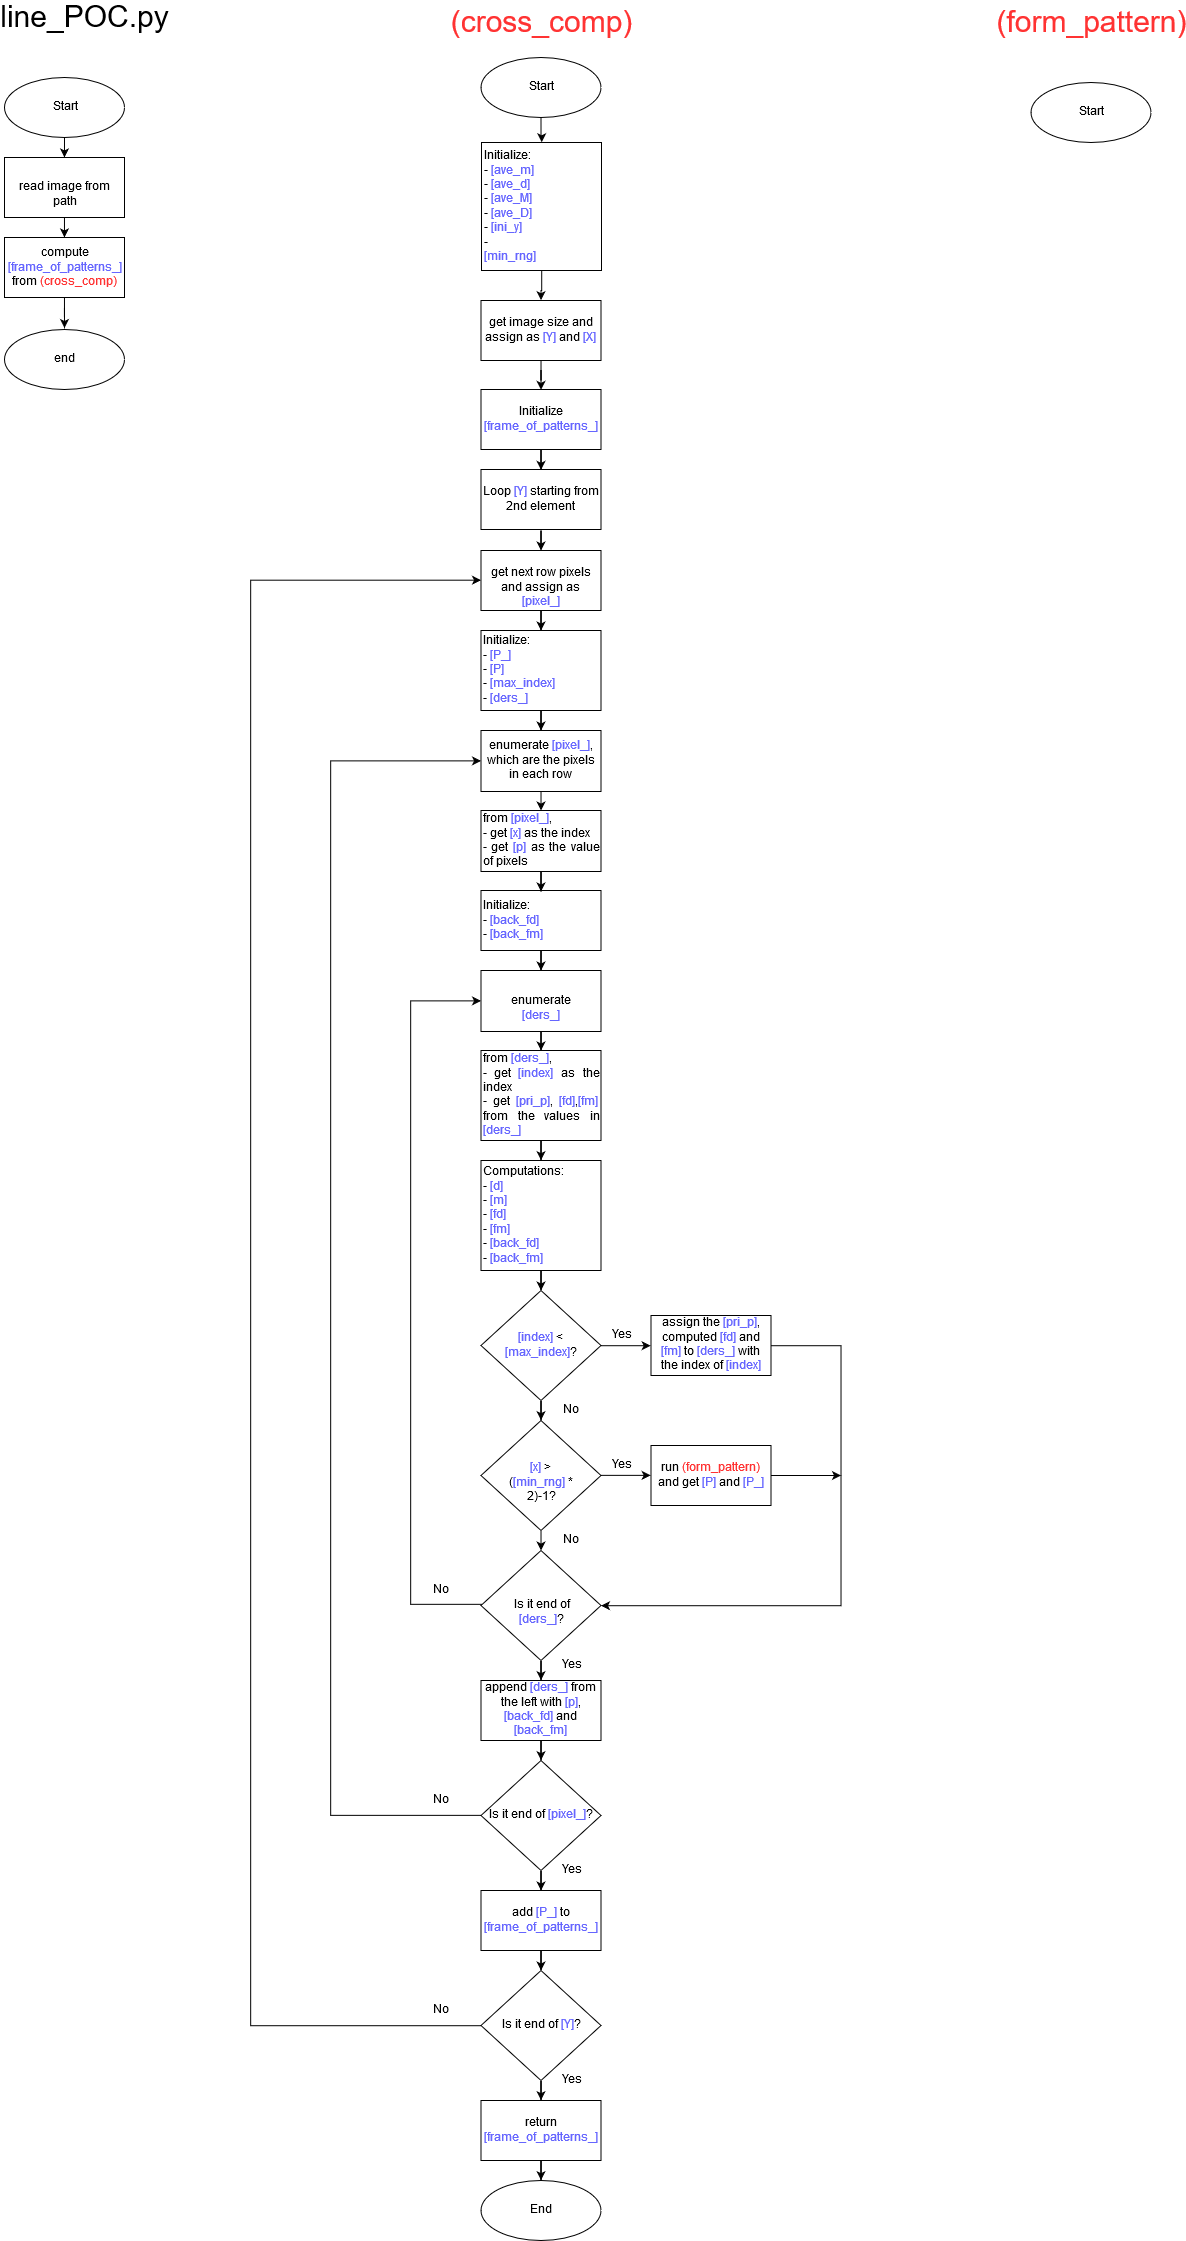 line_POC.py
Start
read image from
path
compute
[frame_of_patterns_]
from (cross_comp)
end
(cross_comp)
Start
Initialize:
- [ave_m]
- [ave_d]
- [ave_M]
- [ave_D]
- [ini_y]
-
[min_rng]
get image size and
assign as [Y] and [X]
Initialize
[frame_of_patterns_]
Loop [Y] starting from
2nd element
get next row pixels
and assign as
[pixel_]
Initialize:
- [P_]
- [P]
- [max_index]
- [ders_]
enumerate [pixel_],
which are the pixels
in each row
from [pixel_],
- get [x] as the index
- get [p] as the value
of pixels
Initialize:
- [back_fd]
- [back_fm]
enumerate
[ders_]
from [ders_],
- get [index] as the
index
- get [pri_p], [fd],[fm]
from the values in
[ders_]
Computations:
- [d]
- [m]
- [fd]
- [fm]
- [back_fd]
- [back_fm]
[index] <
[max_index]?
Yes
assign the [pri_p],
computed [fd] and
[fm] to [ders_] with
the index of [index]
No
[x] >
([min_rng] *
2)-1?
Yes
run (form_pattern)
and get [P] and [P_]
No
Is it end of
[ders_]?
No
Yes
append [ders_] from
the left with [p],
[back_fd] and
[back_fm]
No
Is it end of [pixel_]?
Yes
add [P_] to
[frame_of_patterns_]
No
Is it end of [Y]?
Yes
return
[frame_of_patterns_]
End
(form_pattern)
Start